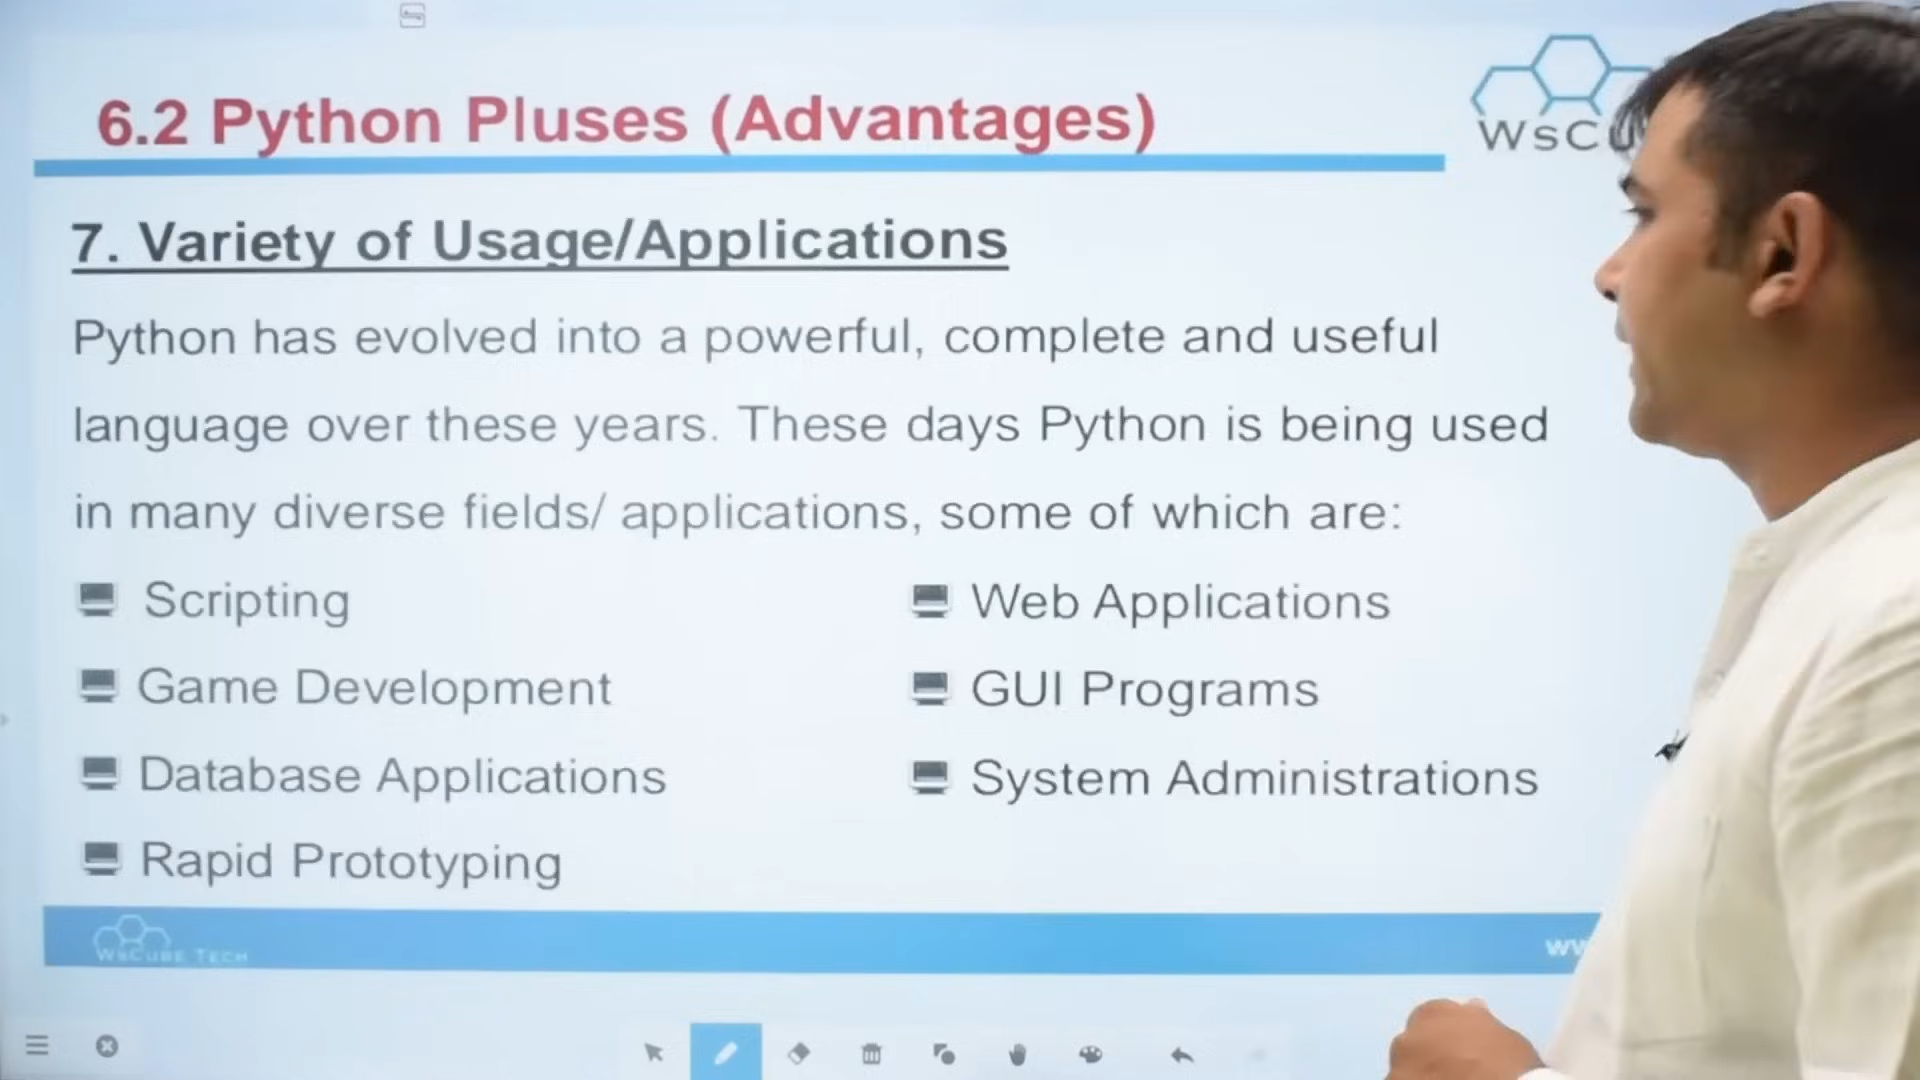 6.2 Python Pluses (Advantages)
7. Variety of Usage/Applications
Python has evolved into a powerful, complete and useful
language over these years. These days Python is being used
in many diverse fields/ applications, some of which are:
Scripting
Web Applications
Game Development
GUI Programs
Database Applications
System Administrations
Rapid Prototyping
WsCUBE TECH